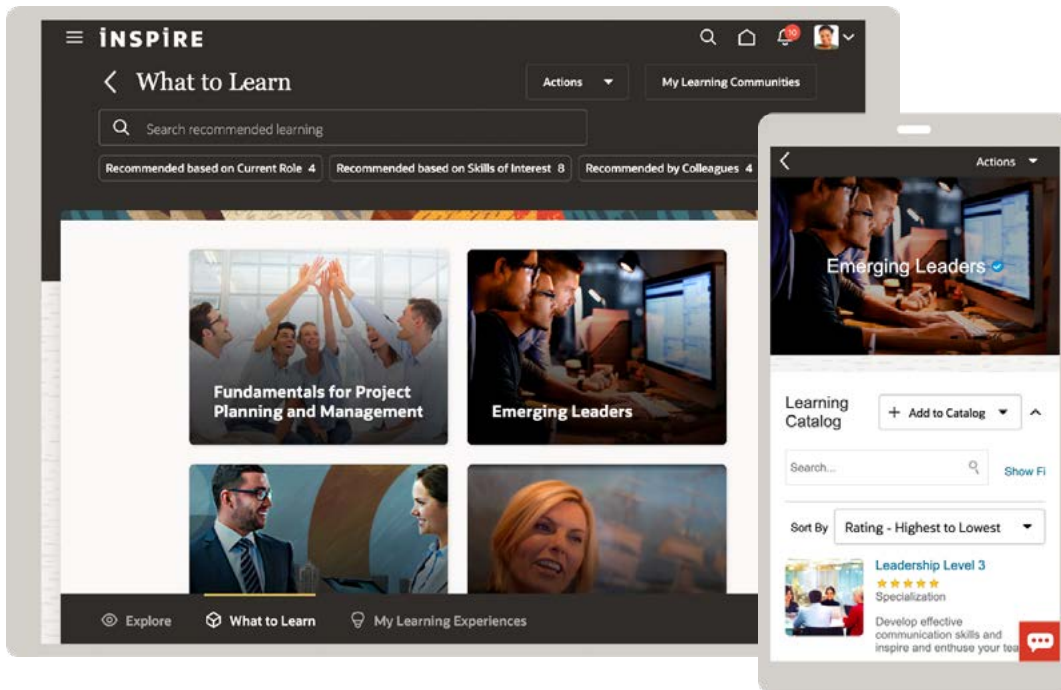 iNSPiRE
10
What to Learn
Actions
My Learning Communities
Search recommended learning
Recommended based on Current Role 4
Recommended based on Skills of Interest 8
Recommended by Colleagues 4
Fundamentals for Project
Planning and Management
Emerging Leaders
Explore
What to Learn
My Learning Experiences
Actions
Emerging Leaders
Learning
Catalog
+ Add to Catalog
Search...
Show Fi
Sort By
Rating - Highest to Lowest
Leadership Level 3
Specialization
Develop effective
communication skills and
inspire and enthuse your tea